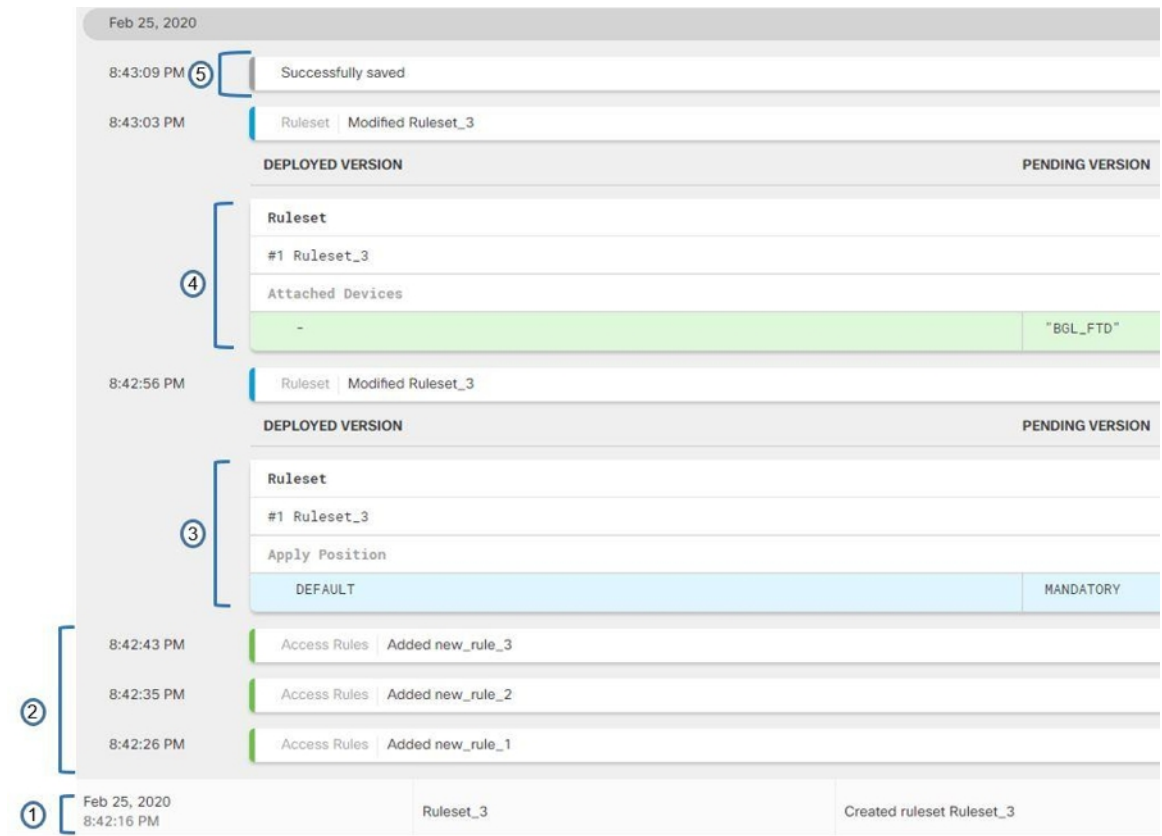 Feb 25, 2020
8:43:09 PM 5 Successfully saved
8:43:03 PM Ruleset Modified Ruleset_3
DEPLOYED VERSION PENDING VERSION
Ruleset
#1 Ruleset_3
4
Attached Devices
- "BGL_FTD"
8:42:56 PM Ruleset Modified Ruleset_3
DEPLOYED VERSION PENDING VERSION
Ruleset
#1 Ruleset_3
3
Apply Position
DEFAULT MANDATORY
8:42:43 PM Access Rules Added new_rule_3
2
8:42:35 PM Access Rules Added new_rule_2
8:42:26 PM Access Rules Added new_rule_1
1
Feb 25, 2020
8:42:16 PM Ruleset_3 Created ruleset Ruleset_3